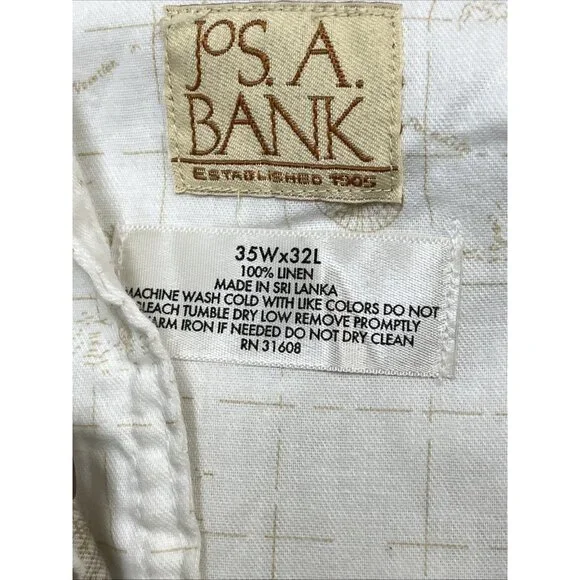 JOS. A.
BANK
ESTABLISHED 1905
35Wx32L
100% LINEN
MADE IN SRI LANKA
MACHINE WASH COLD WITH LIKE COLORS DO NOT
BLEACH TUMBLE DRY LOW REMOVE PROMPTLY
WARM IRON IF NEEDED DO NOT DRY CLEAN
RN 31608